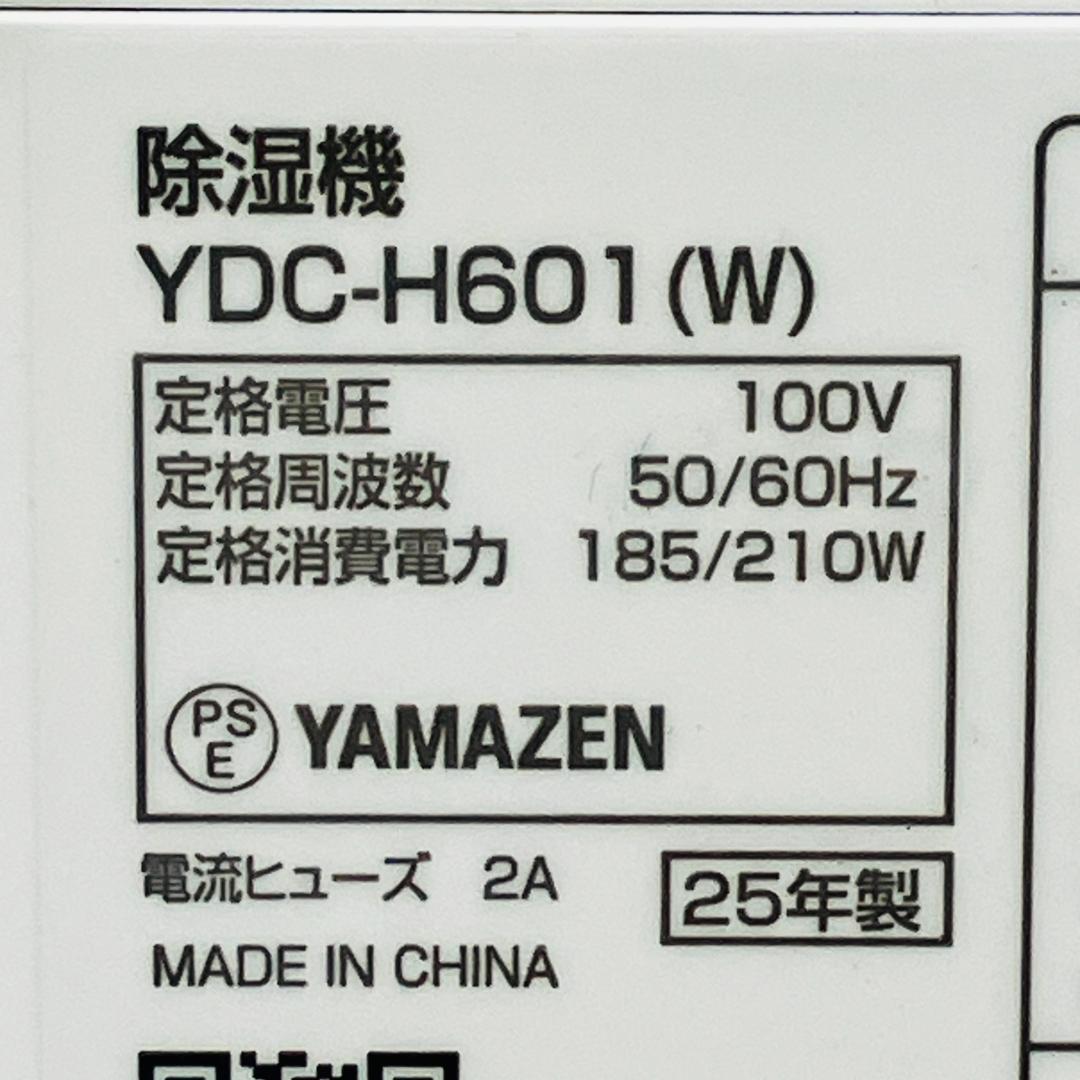 除湿機
YDC-H601(W)
定格電圧 100V
定格周波数 50/60Hz
定格消費電力 185/210W
PS
E
YAMAZEN
電流ヒューズ 2A
25年製
MADE IN CHINA